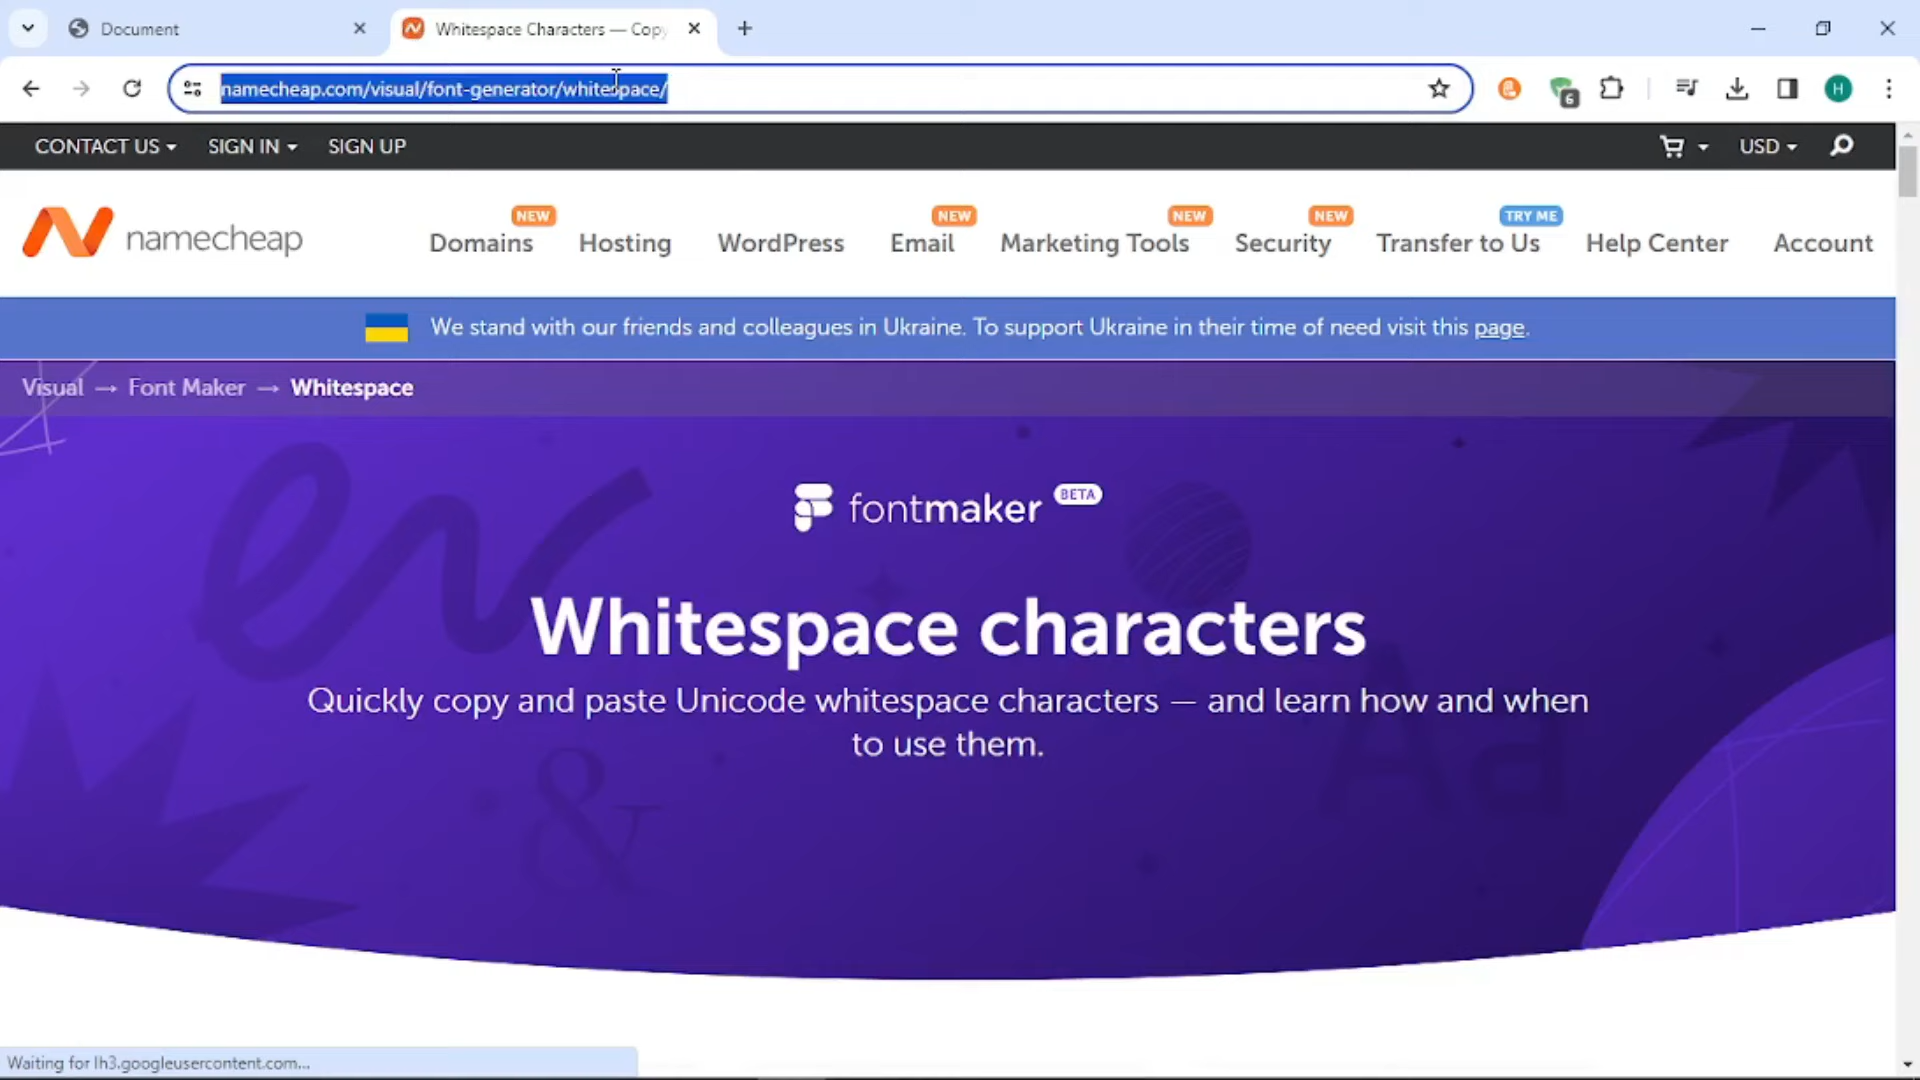 Document
Whitespace Characters — Copy
namecheap.com/visual/font-generator/whitespace/
6
H
CONTACT US SIGN IN SIGN UP USD
NEW NEW NEW NEW TRY ME
namecheap Domains Hosting WordPress Email Marketing Tools Security Transfer to Us Help Center Account
We stand with our friends and colleagues in Ukraine. To support Ukraine in their time of need visit this page.
Visual → Font Maker → Whitespace
fontmaker BETA
Whitespace characters
Quickly copy and paste Unicode whitespace characters — and learn how and when
to use them.
Waiting for lh3.googleusercontent.com...